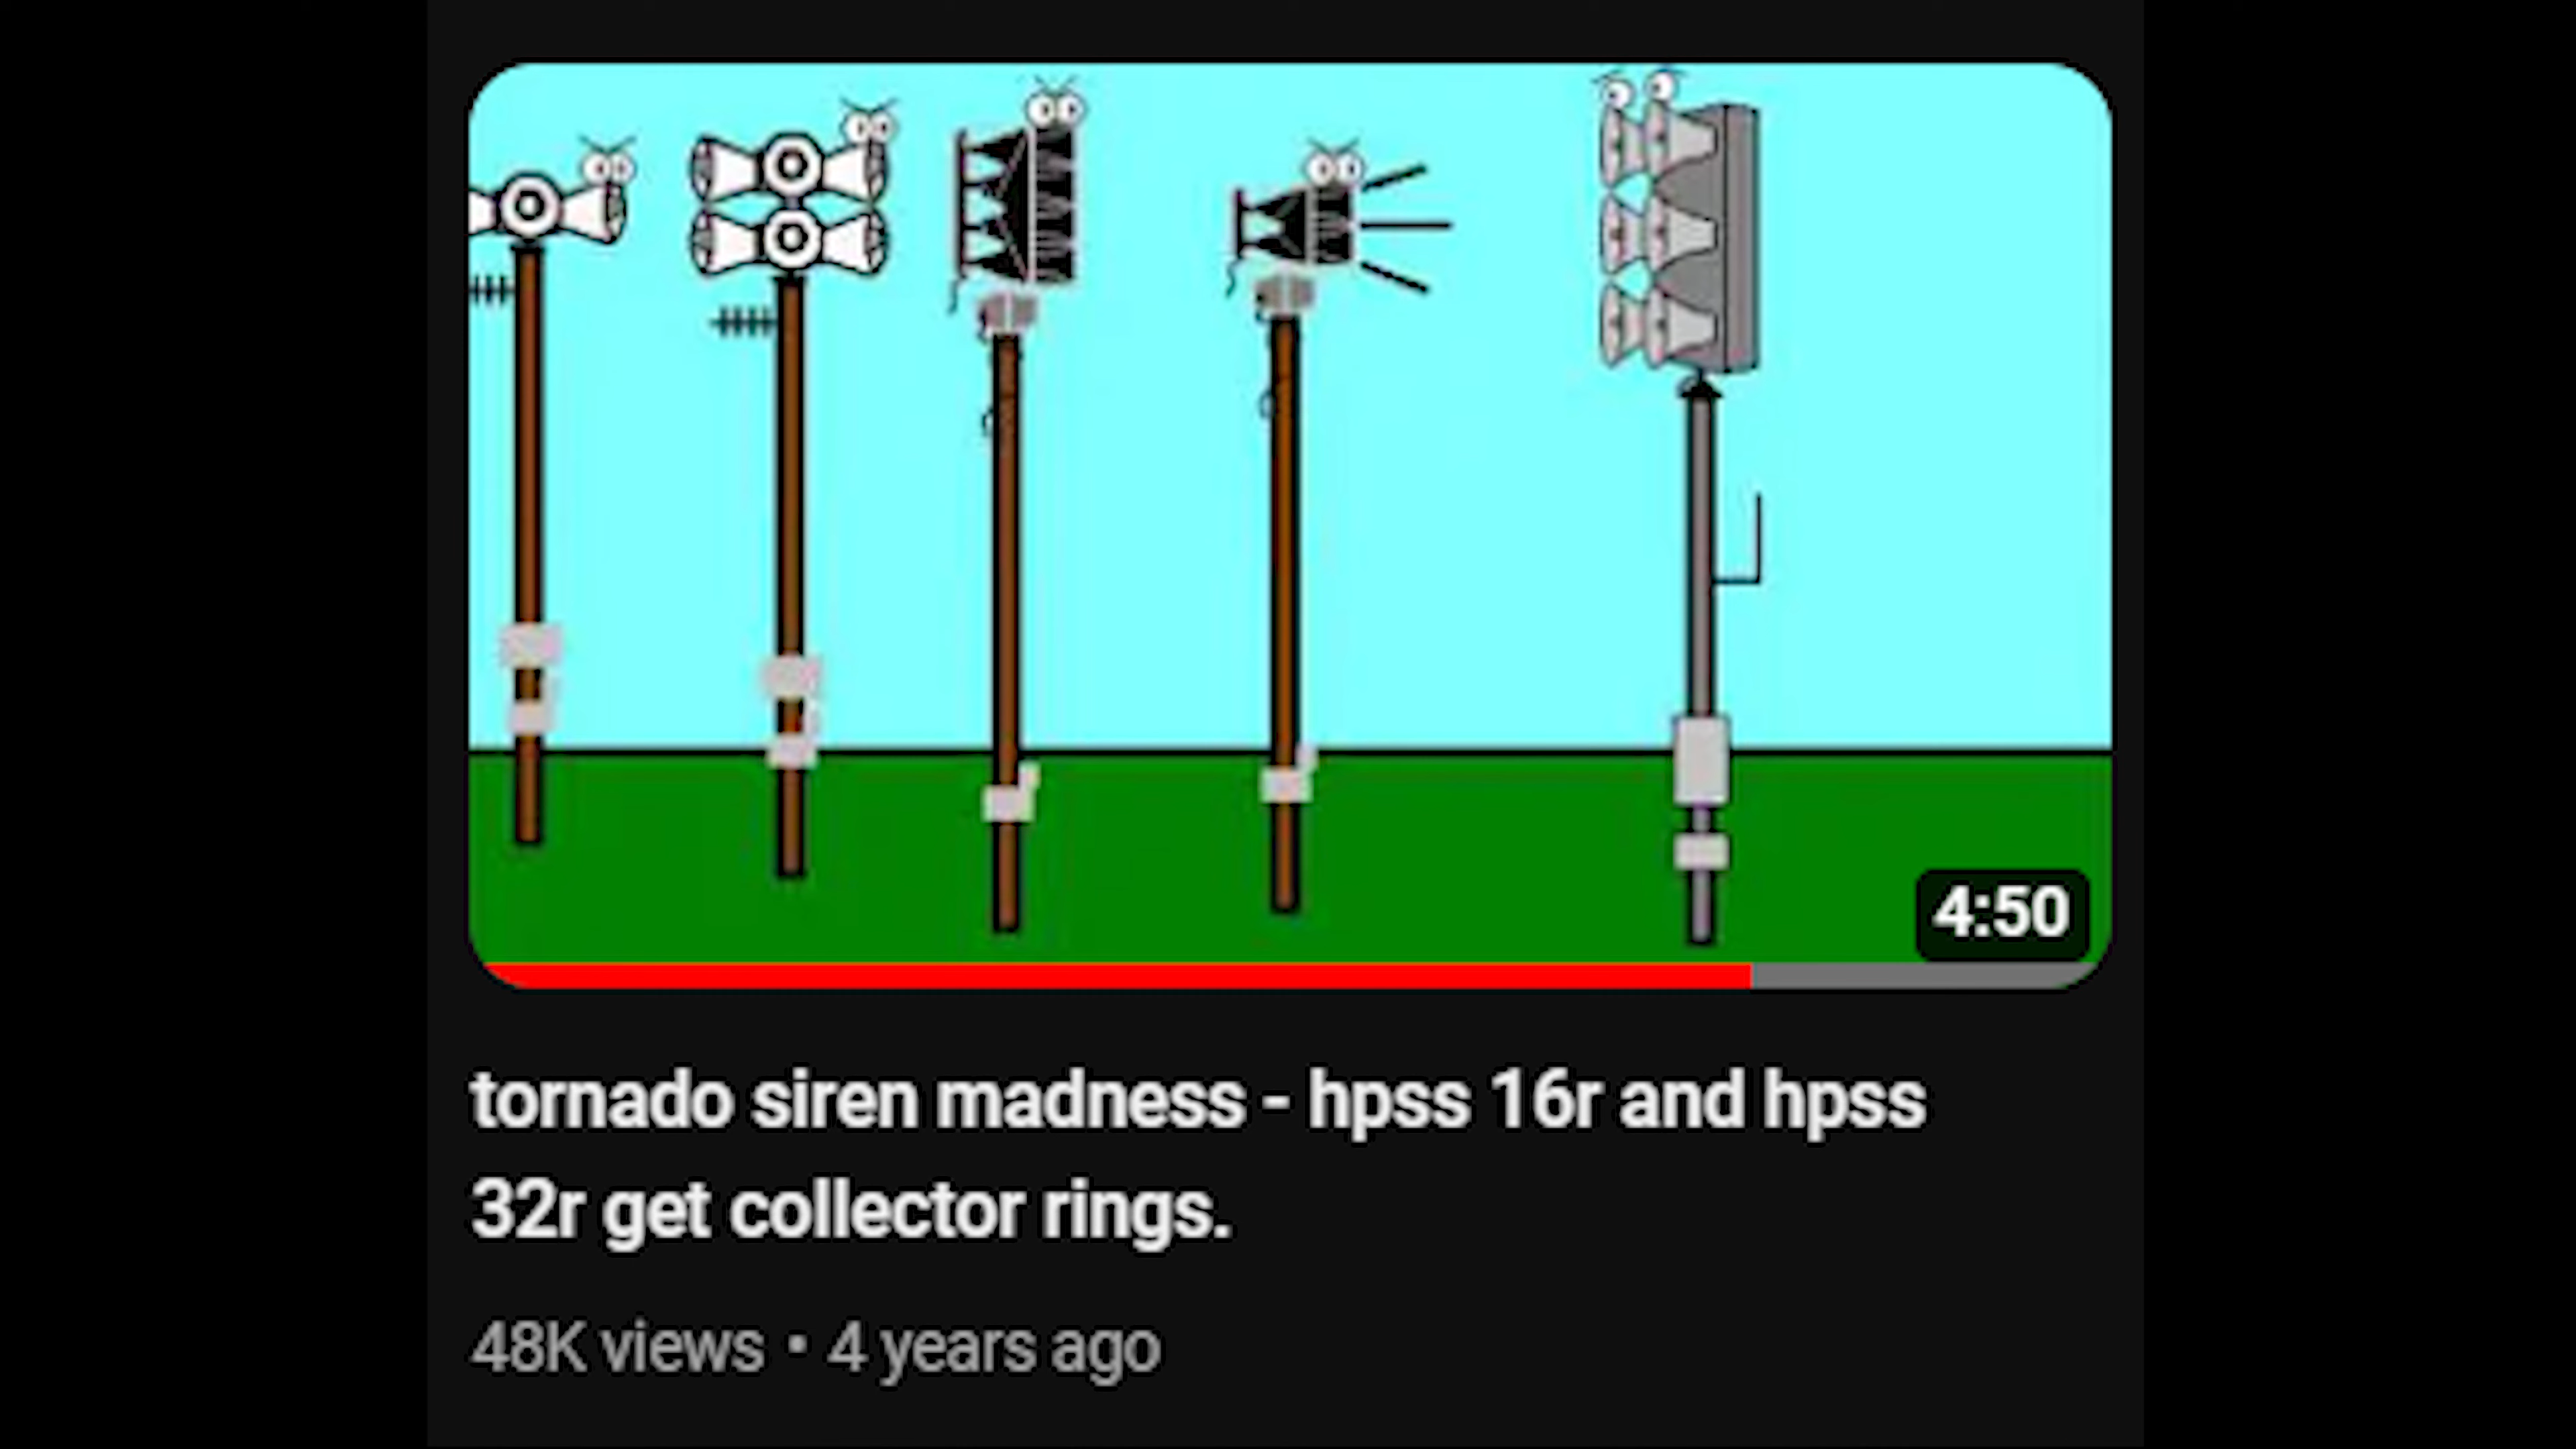 4:50
tornado siren madness - hpss 16r and hpss
32r get collector rings.
48K views • 4 years ago